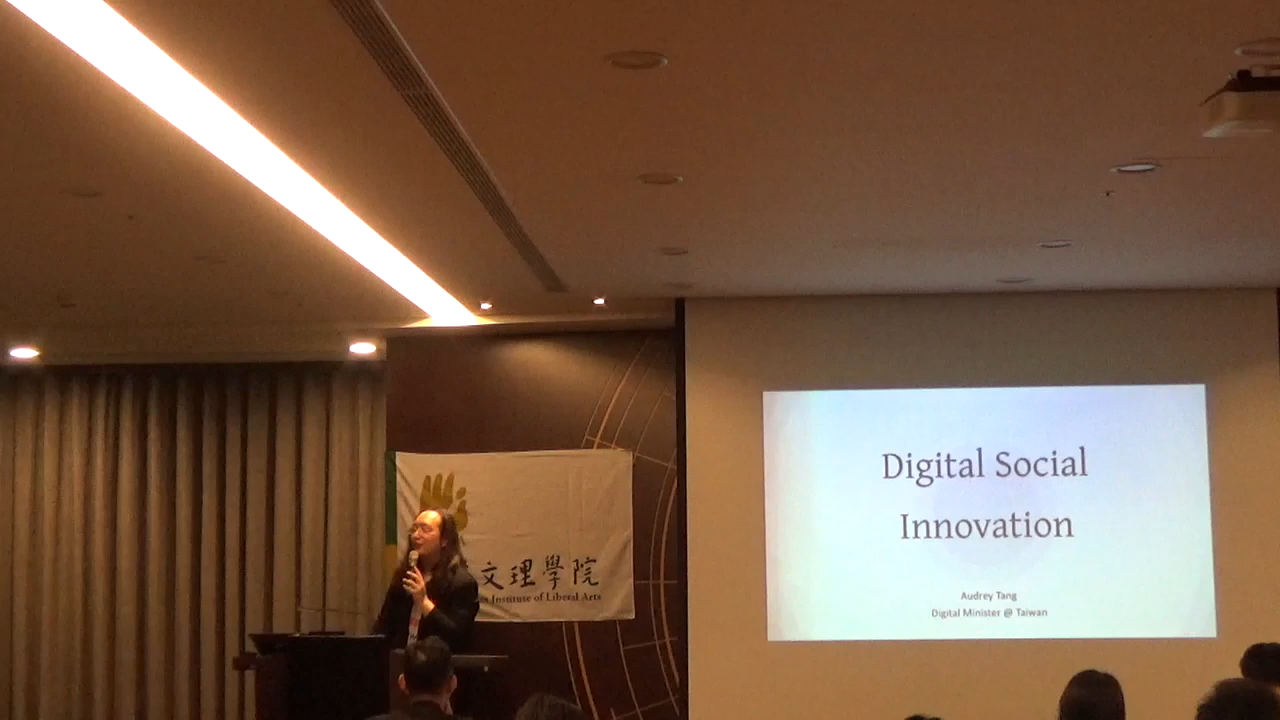 文理學院
Institute of Liberal Arts
Digital Social
Innovation
Audrey Tang
Digital Minister @ Taiwan